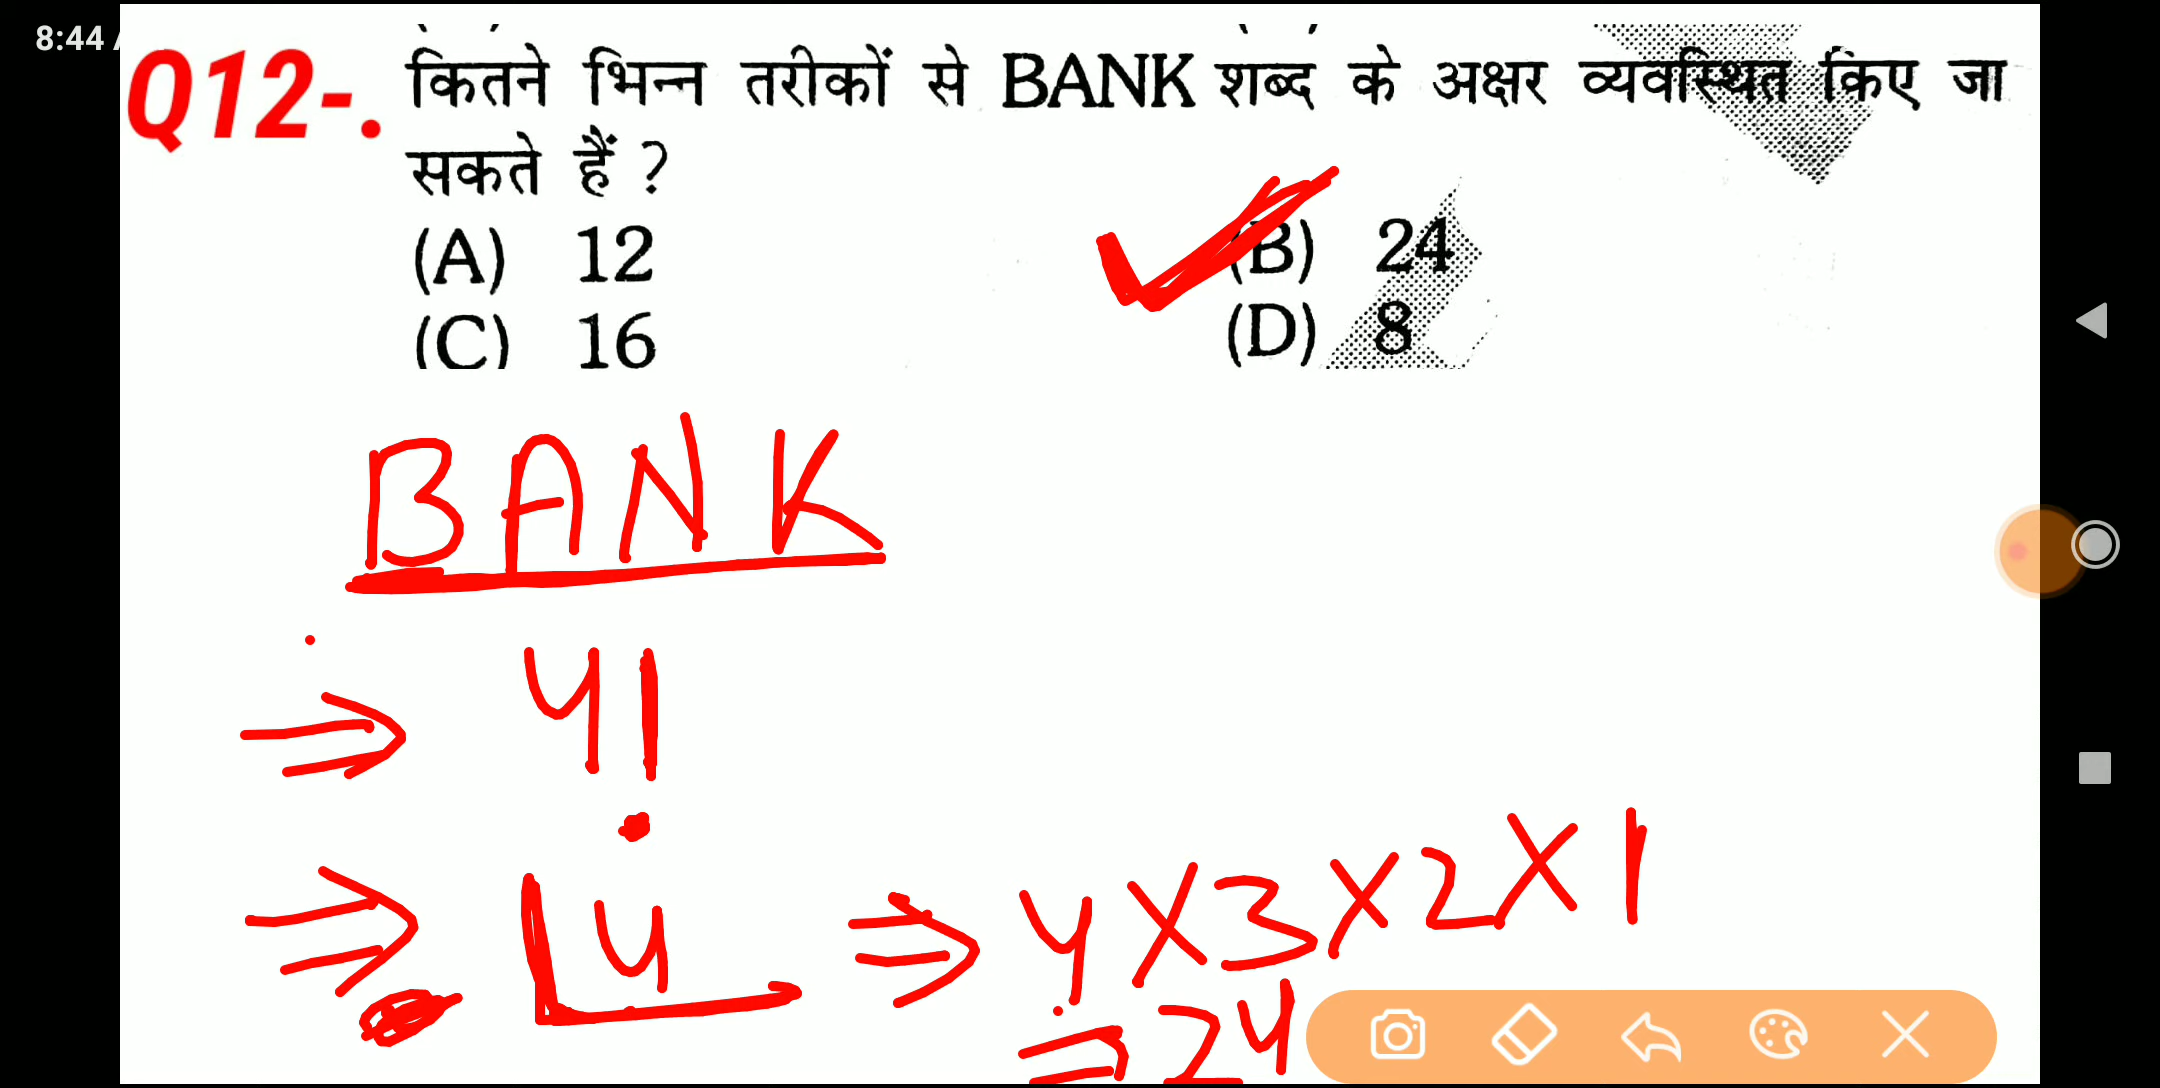 8:44
Q12-. कितने भिन्न तरीकों से BANK शब्द के अक्षर व्यवस्थित किए जा
सकते हैं ?
(A) 12 (B) 24
(C) 16 (D) 8
BANK
⇒ 4!
⇒ |4 ⇒ 4×3×2×1
⇒ 24